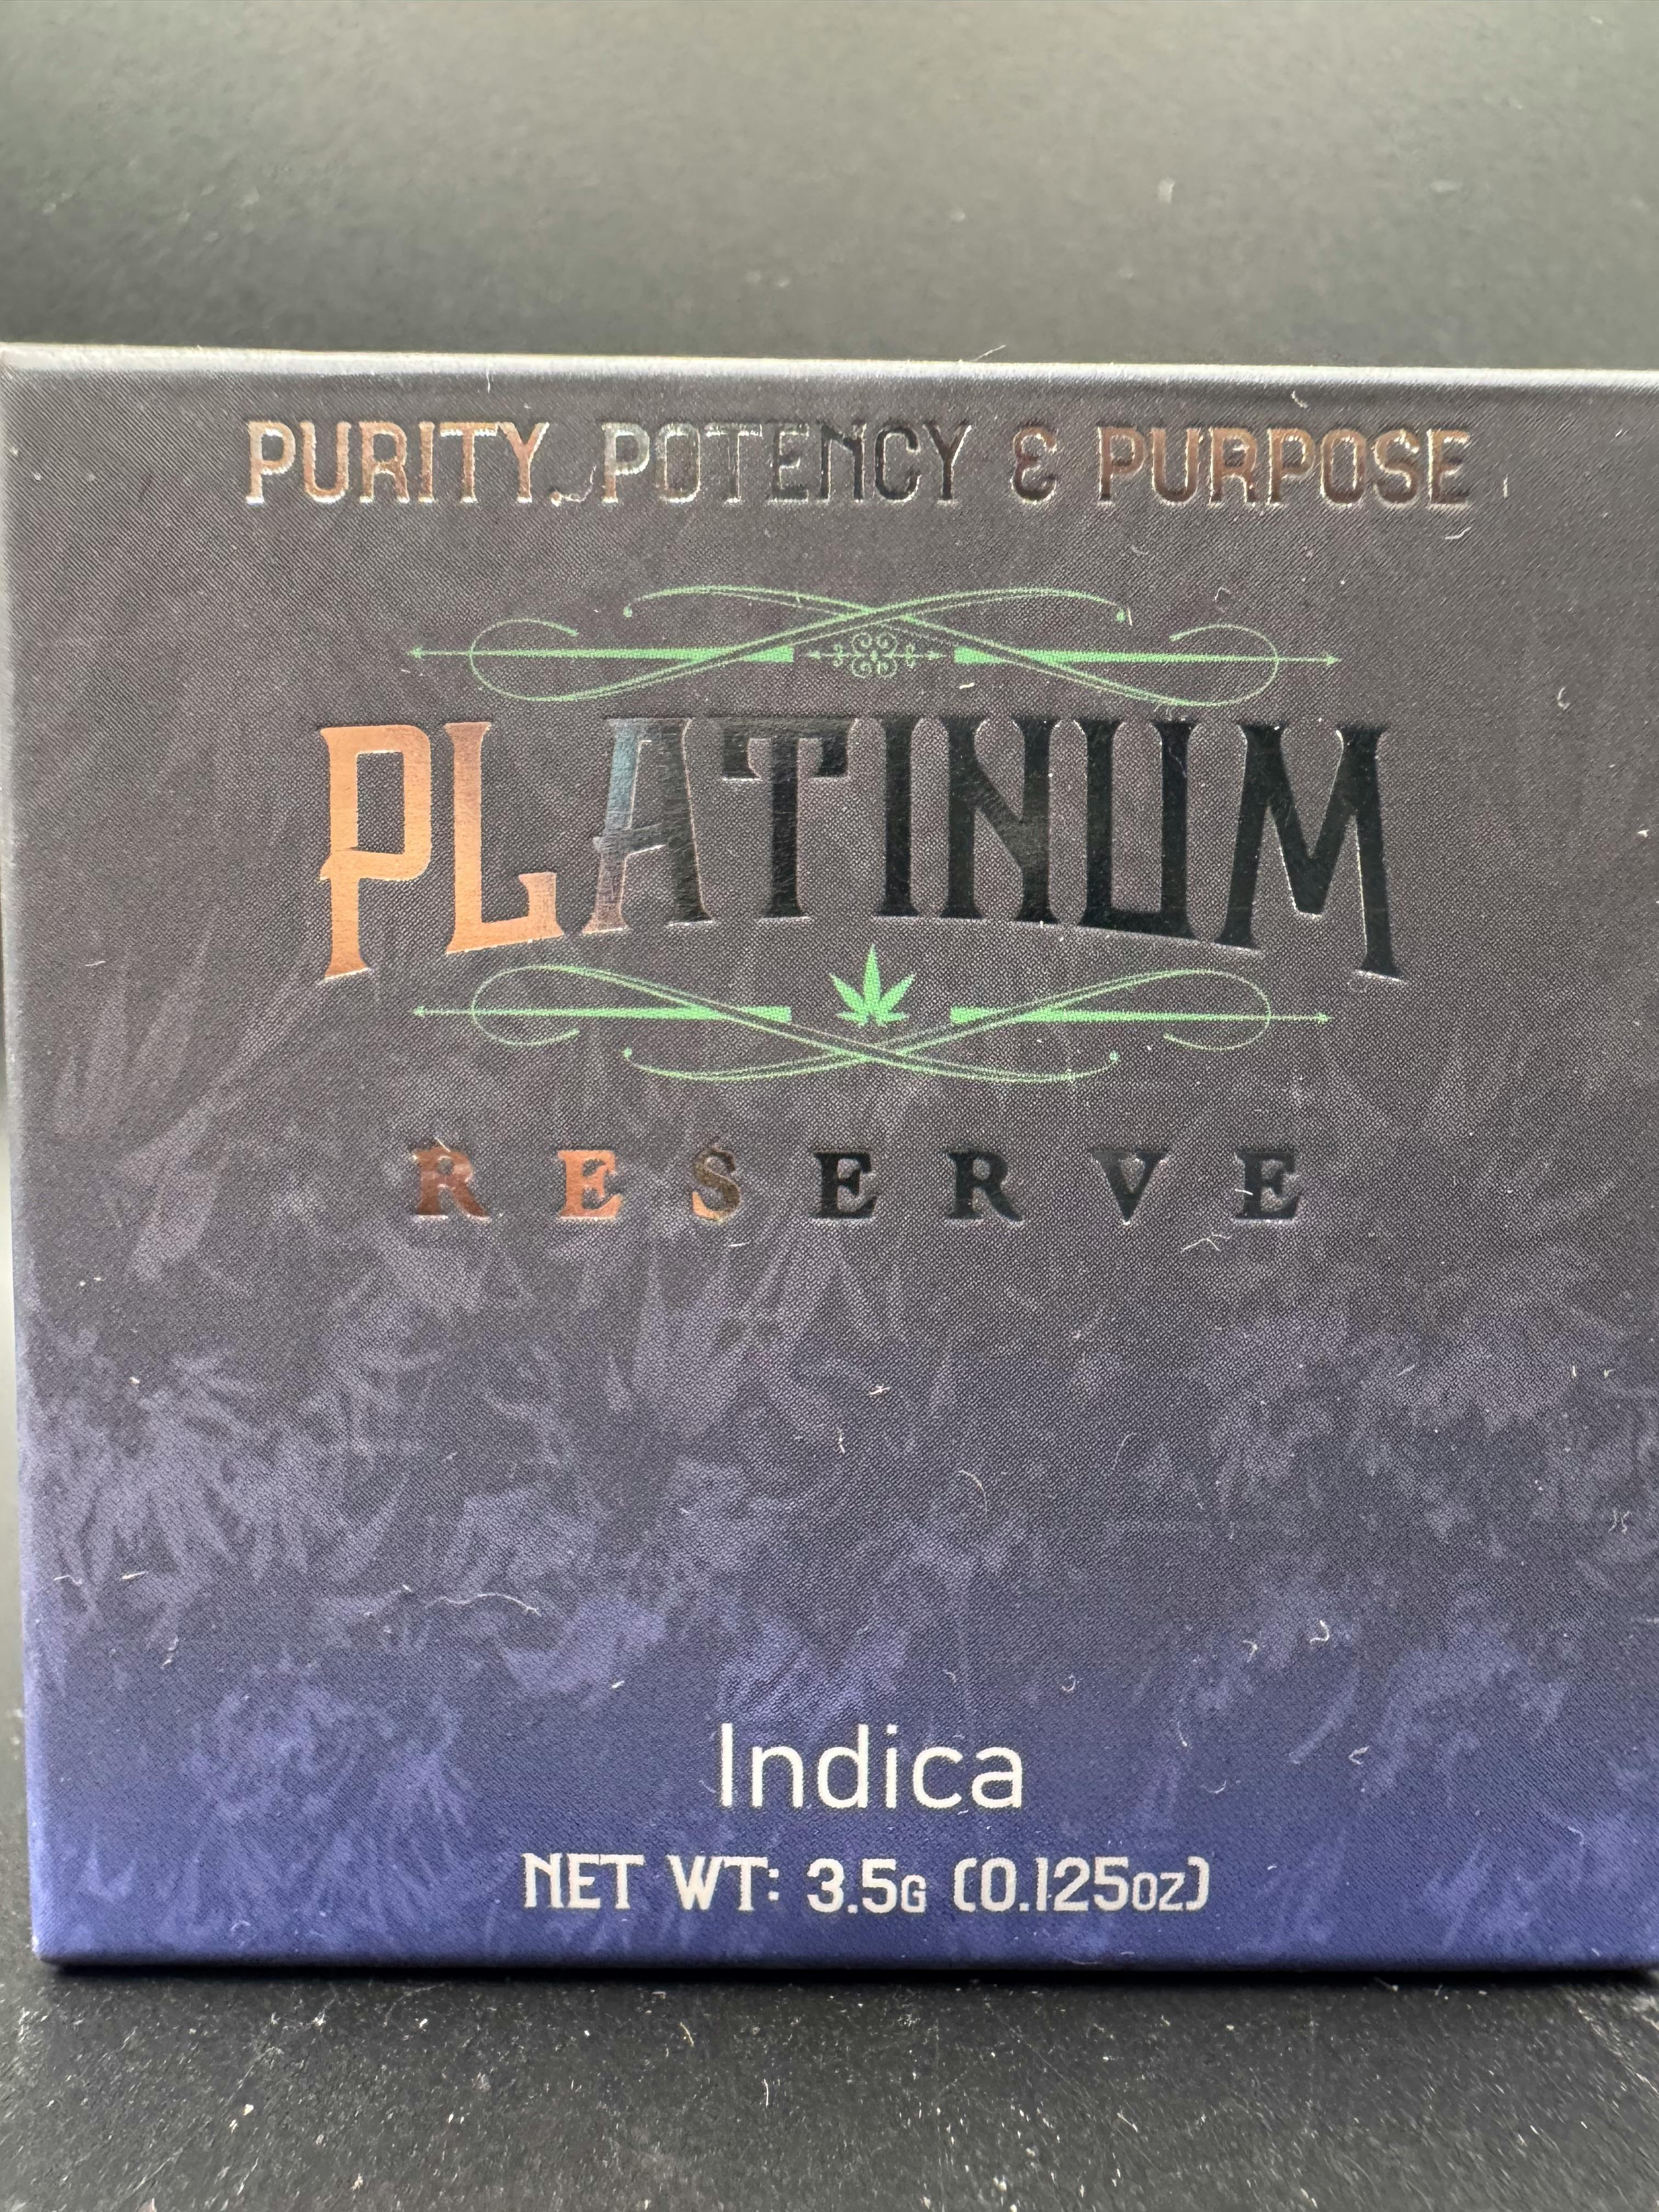 PURITY, POTENCY & PURPOSE
PLATINUM
RESERVE
Indica
NET WT: 3.5G (0.125OZ)